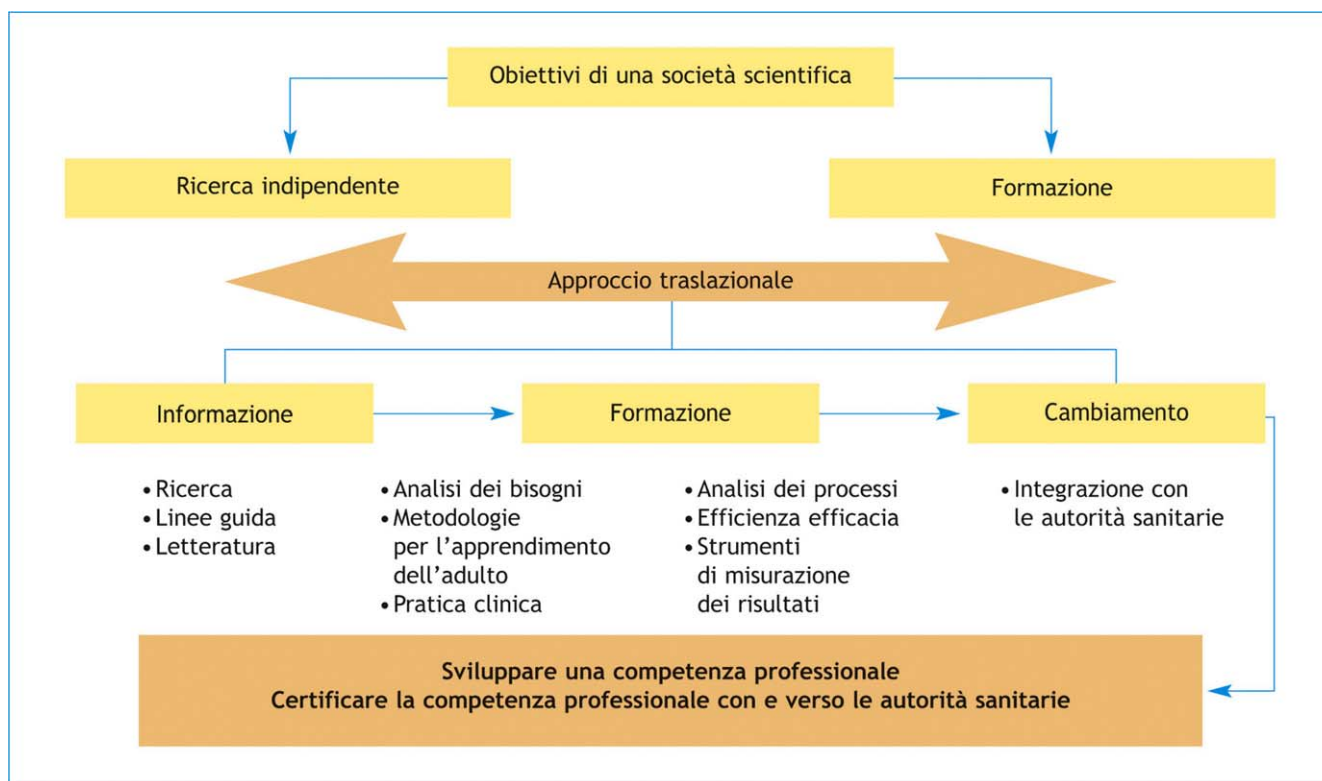 Obiettivi di una società scientifica
Ricerca indipendente
Formazione
Approccio traslazionale
Informazione
Formazione
Cambiamento
• Ricerca
• Linee guida
• Letteratura
• Analisi dei bisogni
• Metodologie
per l’apprendimento
dell’adulto
• Pratica clinica
• Analisi dei processi
• Efficienza efficacia
• Strumenti
di misurazione
dei risultati
• Integrazione con
le autorità sanitarie
Sviluppare una competenza professionale
Certificare la competenza professionale con e verso le autorità sanitarie